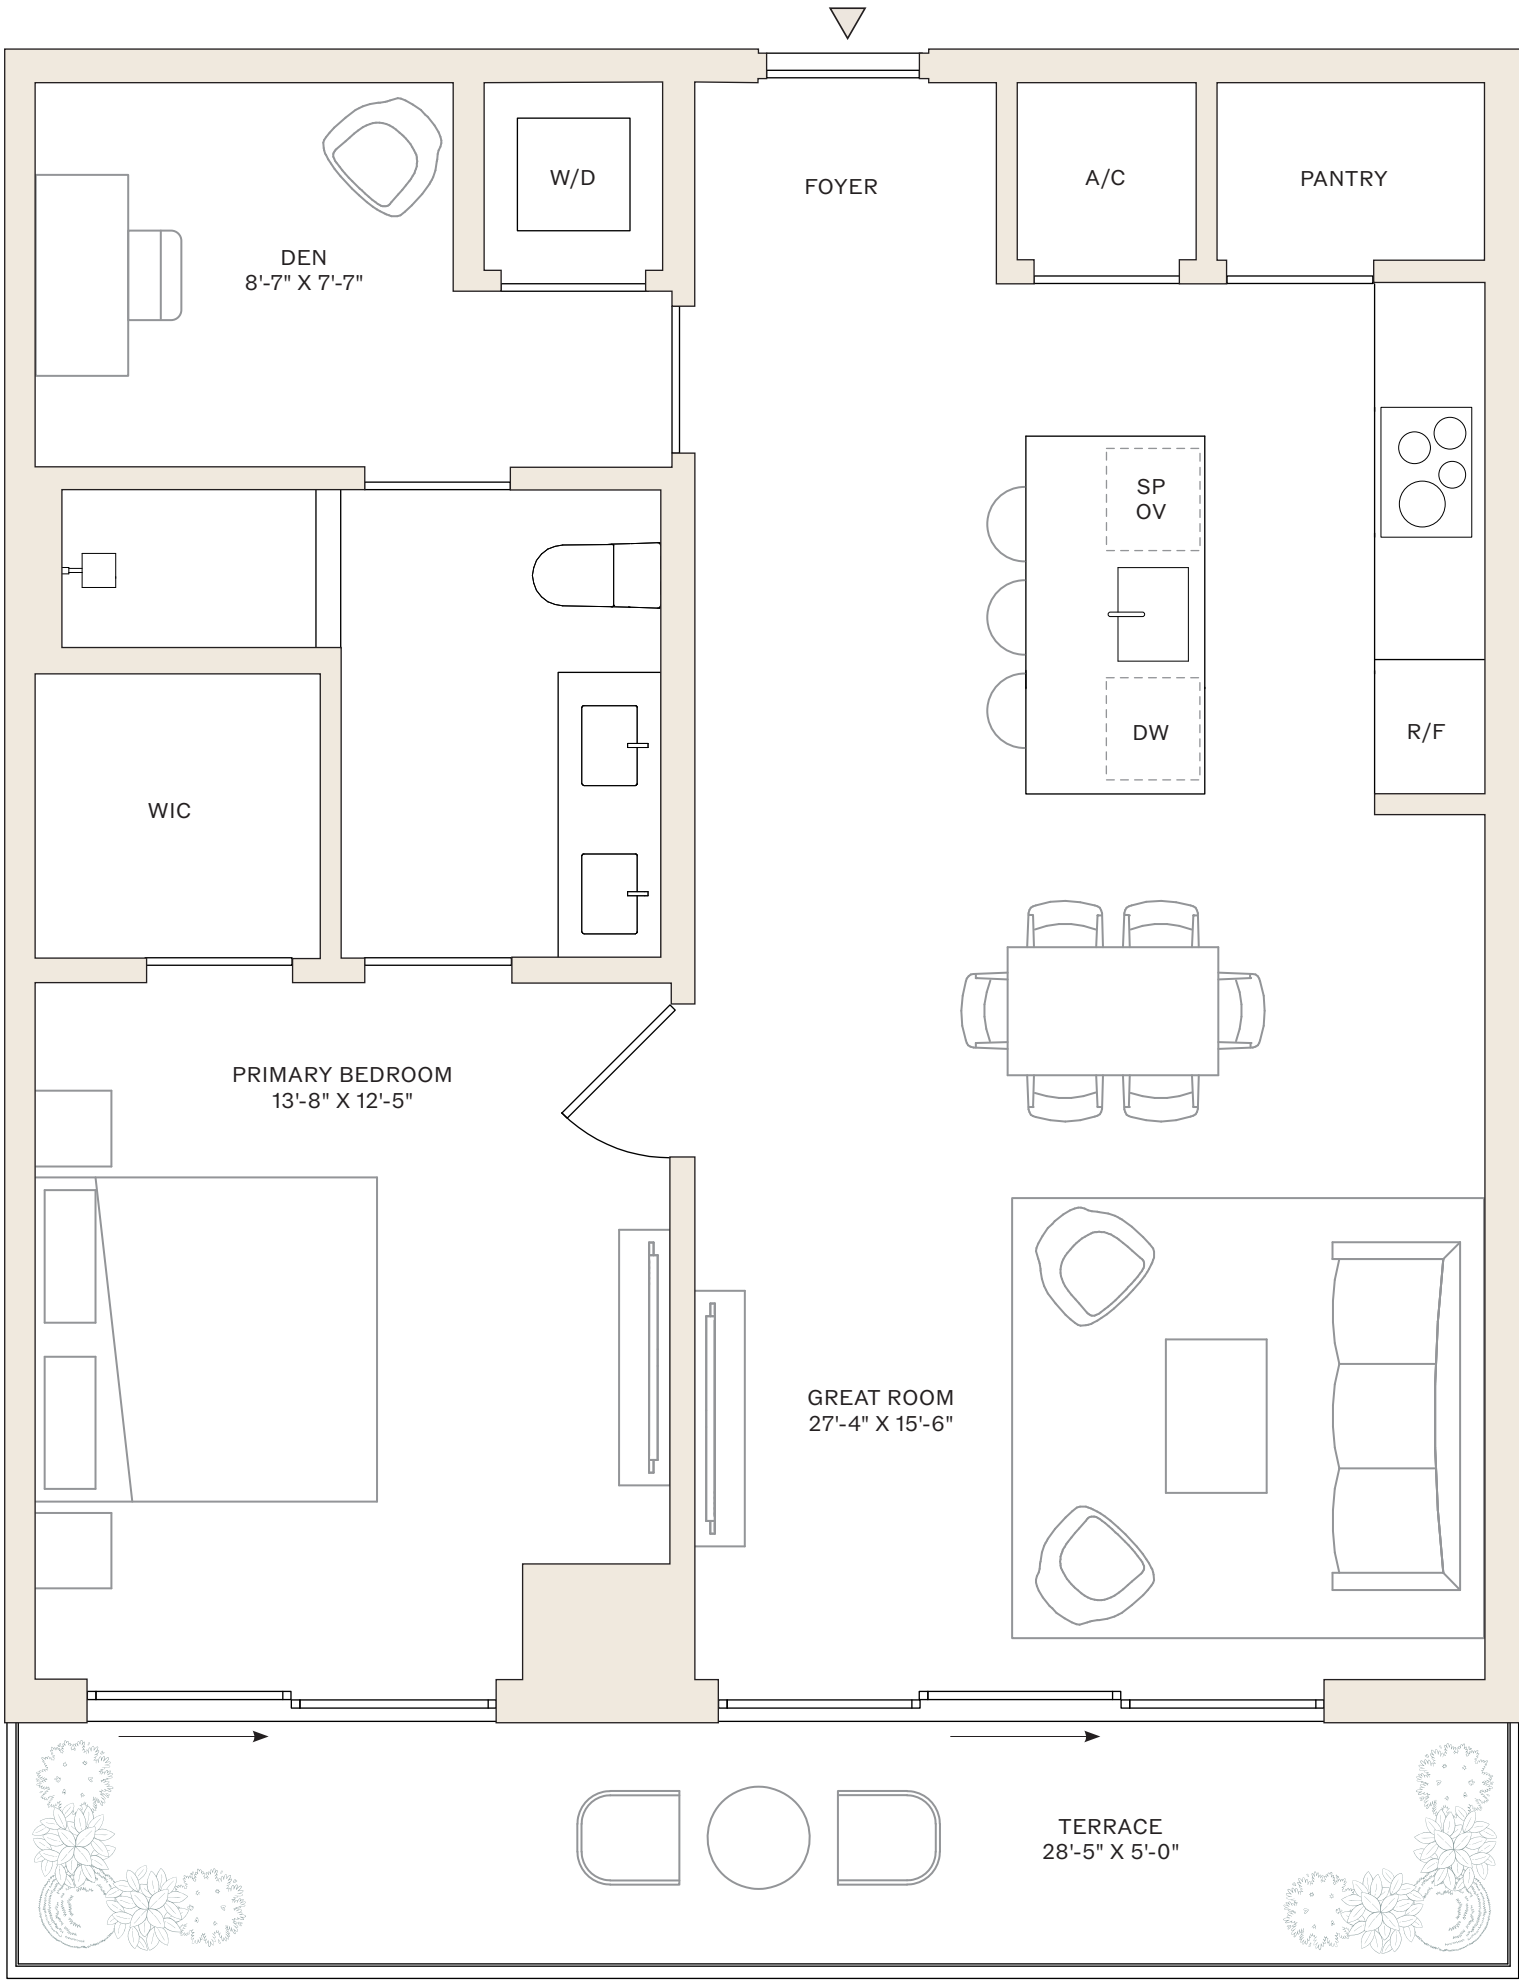 W/D
FOYER
A/C
PANTRY
DEN
8'-7" X 7'-7"
SP
OV
DW
R/F
WIC
PRIMARY BEDROOM
13'-8" X 12'-5"
GREAT ROOM
27'-4" X 15'-6"
TERRACE
28'-5" X 5'-0"